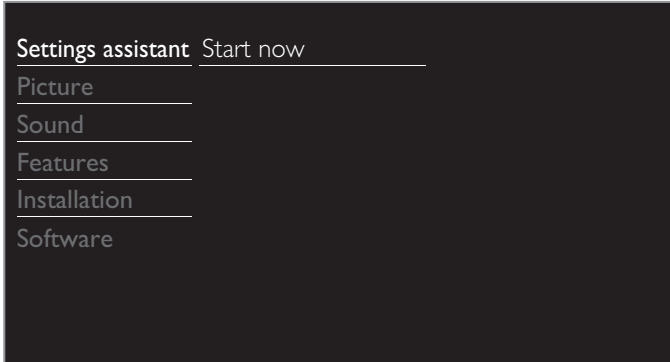 Settings assistant Start now
Picture
Sound
Features
Installation
Software